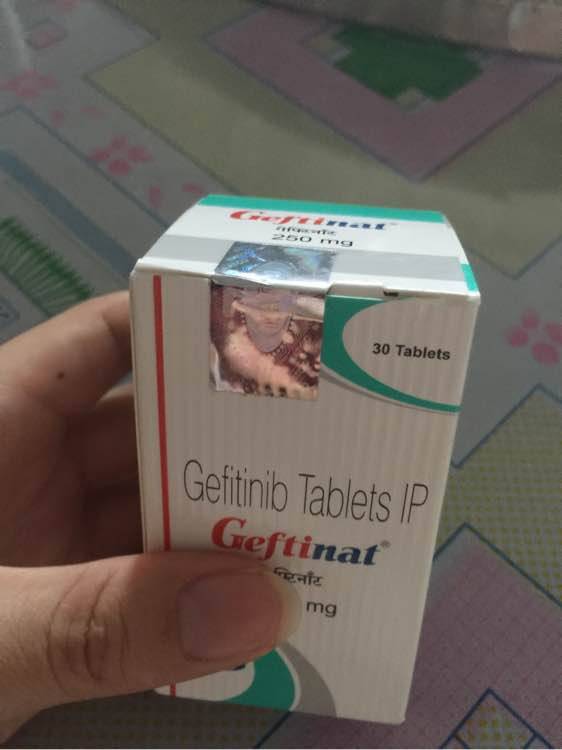 Geftinat®
गेफ्टिनॉट
250 mg
30 Tablets
Gefitinib Tablets IP
Geftinat®
फ्टिनॉट
mg